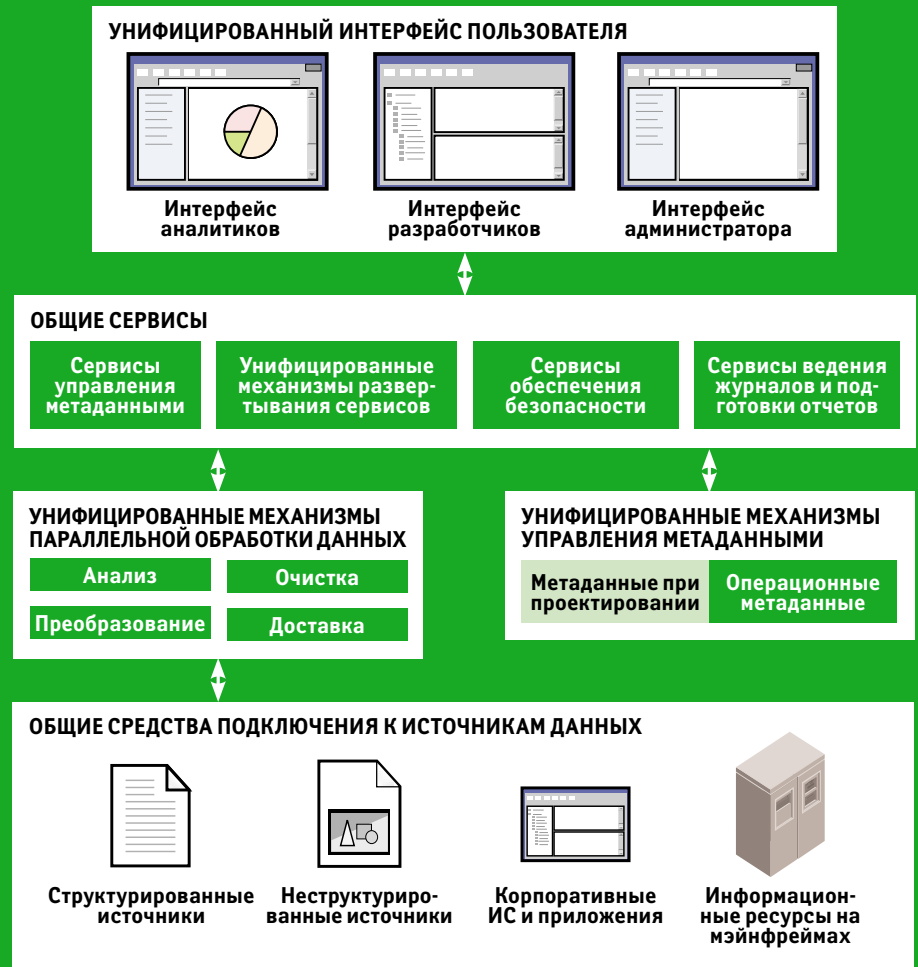 УНИФИЦИРОВАННЫЙ ИНТЕРФЕЙС ПОЛЬЗОВАТЕЛЯ
Интерфейс
аналитиков
Интерфейс
разработчиков
Интерфейс
администратора
ОБЩИЕ СЕРВИСЫ
Сервисы
управления
метаданными
Унифицированные
механизмы развер-
тывания сервисов
Сервисы
обеспечения
безопасности
Сервисы ведения
журналов и под-
готовки отчетов
УНИФИЦИРОВАННЫЕ МЕХАНИЗМЫ
ПАРАЛЛЕЛЬНОЙ ОБРАБОТКИ ДАННЫХ
Анализ
Очистка
Преобразование
Доставка
УНИФИЦИРОВАННЫЕ МЕХАНИЗМЫ
УПРАВЛЕНИЯ МЕТАДАННЫМИ
Метаданные при
проектировании
Операционные
метаданные
ОБЩИЕ СРЕДСТВА ПОДКЛЮЧЕНИЯ К ИСТОЧНИКАМ ДАННЫХ
Структурированные
источники
Неструктуриро-
ванные источники
Корпоративные
ИС и приложения
Информацион-
ные ресурсы на
мэйнфреймах